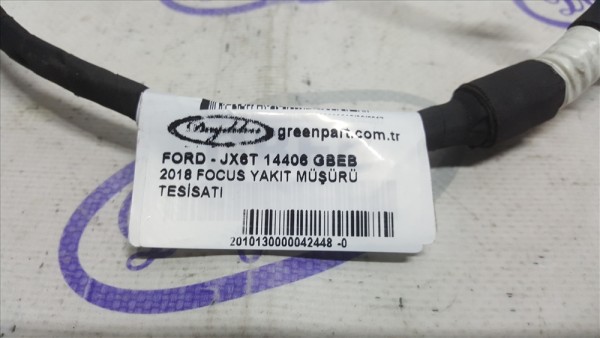 greenpart.com.tr
FORD - JX6T 14406 GBEB
2018 FOCUS YAKIT MÜŞÜRÜ
TESİSATI
2010130000042448 -0